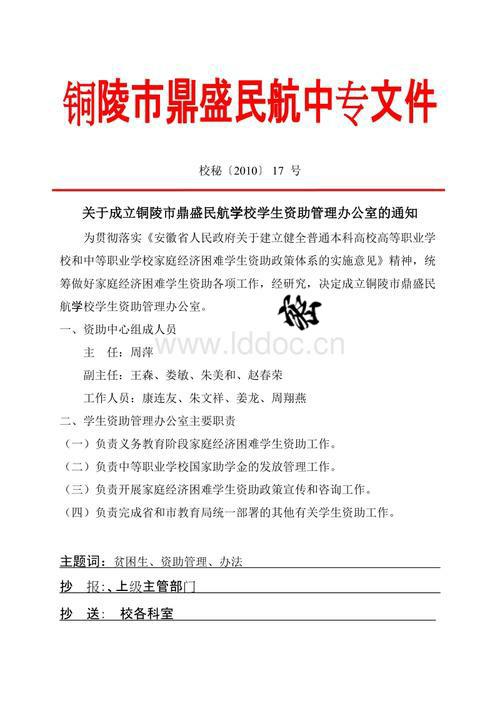 铜陵市鼎盛民航中专文件
校秘〔2010〕17 号
关于成立铜陵市鼎盛民航学校学生资助管理办公室的通知
为贯彻落实《安徽省人民政府关于建立健全普通本科高校高等职业学
校和中等职业学校家庭经济困难学生资助政策体系的实施意见》精神，统
筹做好家庭经济困难学生资助各项工作，经研究，决定成立铜陵市鼎盛民
航学校学生资助管理办公室。
一、资助中心组成人员
主　任：周萍
副主任：王森、娄敏、朱美和、赵春荣
工作人员：康连友、朱文祥、姜龙、周翔燕
二、学生资助管理办公室主要职责
（一）负责义务教育阶段家庭经济困难学生资助工作。
（二）负责中等职业学校国家助学金的发放管理工作。
（三）负责开展家庭经济困难学生资助政策宣传和咨询工作。
（四）负责完成省和市教育局统一部署的其他有关学生资助工作。
主题词：贫困生、资助管理、办法
抄　报：、上级主管部门
抄　送：　校各科室
www.lddoc.cn